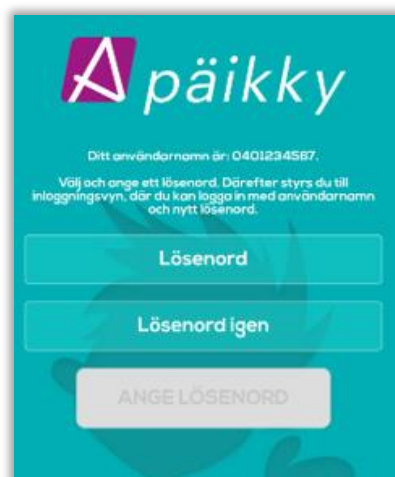 A päikky
Ditt användarnamn är: 0401234567.
Välj och ange ett lösenord. Därefter styrs du till
inloggningsvyn, där du kan logga in med användarnamn
och nytt lösenord.
Lösenord
Lösenord igen
ANGE LÖSENORD